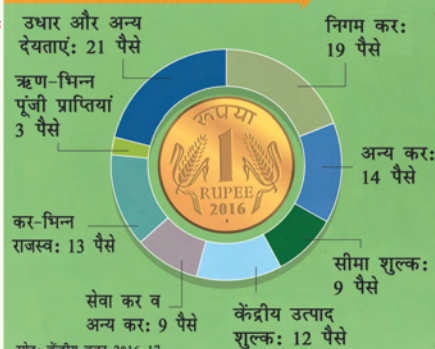 उधार और अन्य
देयताएं: 21 पैसे
ऋण-भिन्न
पूंजी प्राप्तियां
3 पैसे
कर-भिन्न
राजस्व: 13 पैसे
सेवा कर व
अन्य कर: 9 पैसे
केंद्रीय उत्पाद
शुल्क: 12 पैसे
सीमा शुल्क:
9 पैसे
अन्य कर:
14 पैसे
निगम कर:
19 पैसे
रूपया
1
RUPEE
2016